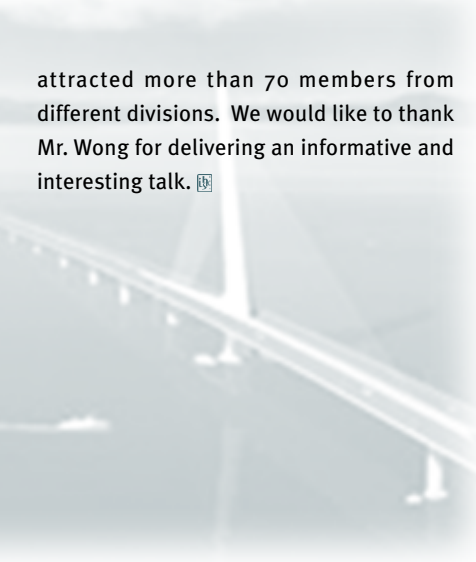 attracted more than 70 members from
different divisions. We would like to thank
Mr. Wong for delivering an informative and
interesting talk.